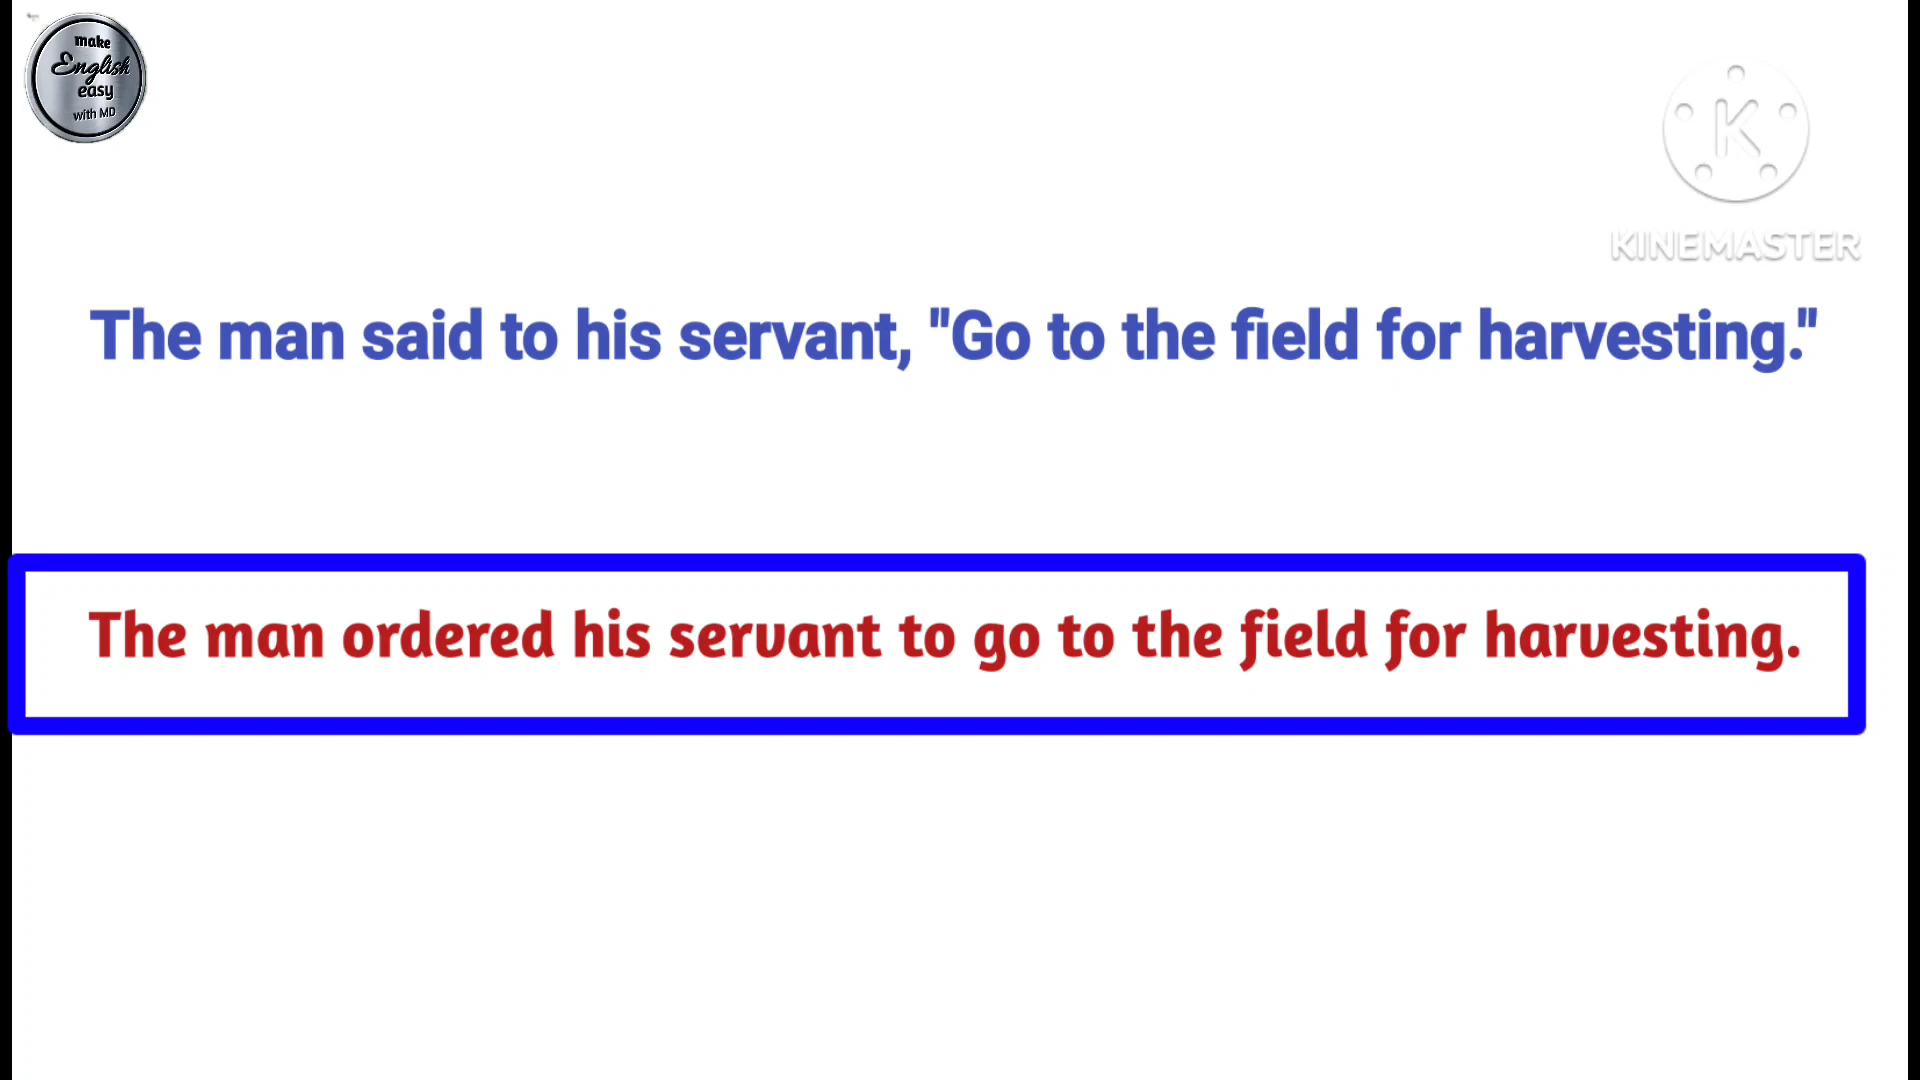 make
English
easy
with MD
K
KINEMASTER
The man said to his servant, "Go to the field for harvesting."
The man ordered his servant to go to the field for harvesting.